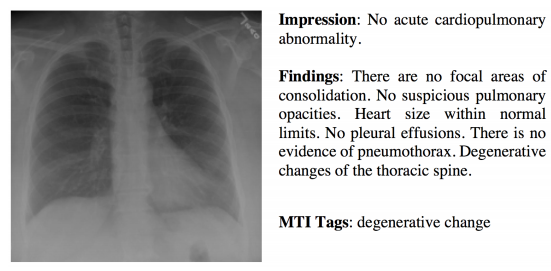 Impression: No acute cardiopulmonary
abnormality.
Findings: There are no focal areas of
consolidation. No suspicious pulmonary
opacities. Heart size within normal
limits. No pleural effusions. There is no
evidence of pneumothorax. Degenerative
changes of the thoracic spine.
MTI Tags: degenerative change